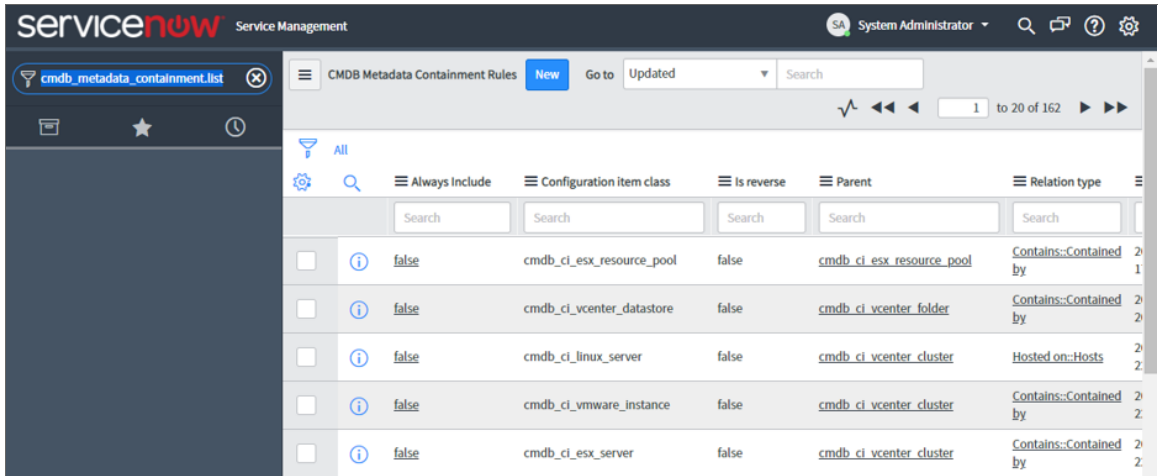 servicenow Service Management
SA System Administrator
cmdb_metadata_containment.list
CMDB Metadata Containment Rules New Go to Updated Search
1 to 20 of 162
All
Always Include Configuration item class Is reverse Parent Relation type
Search Search Search Search Search
false cmdb_ci_esx_resource_pool false cmdb_ci_esx_resource_pool Contains::Contained
by
false cmdb_ci_vcenter_datastore false cmdb_ci_vcenter_folder Contains::Contained
by
false cmdb_ci_linux_server false cmdb_ci_vcenter_cluster Hosted on::Hosts
false cmdb_ci_vmware_instance false cmdb_ci_vcenter_cluster Contains::Contained
by
false cmdb_ci_esx_server false cmdb_ci_vcenter_cluster Contains::Contained
by